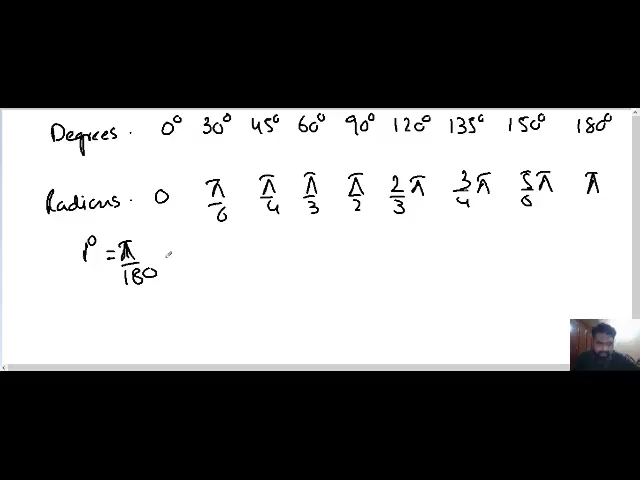 Degrees. 0° 30° 45° 60° 90° 120° 135° 150° 180°
Radians. 0 π/6 π/4 π/3 π/2 2/3 π 3/4 π 5/6 π π
1° = π/180